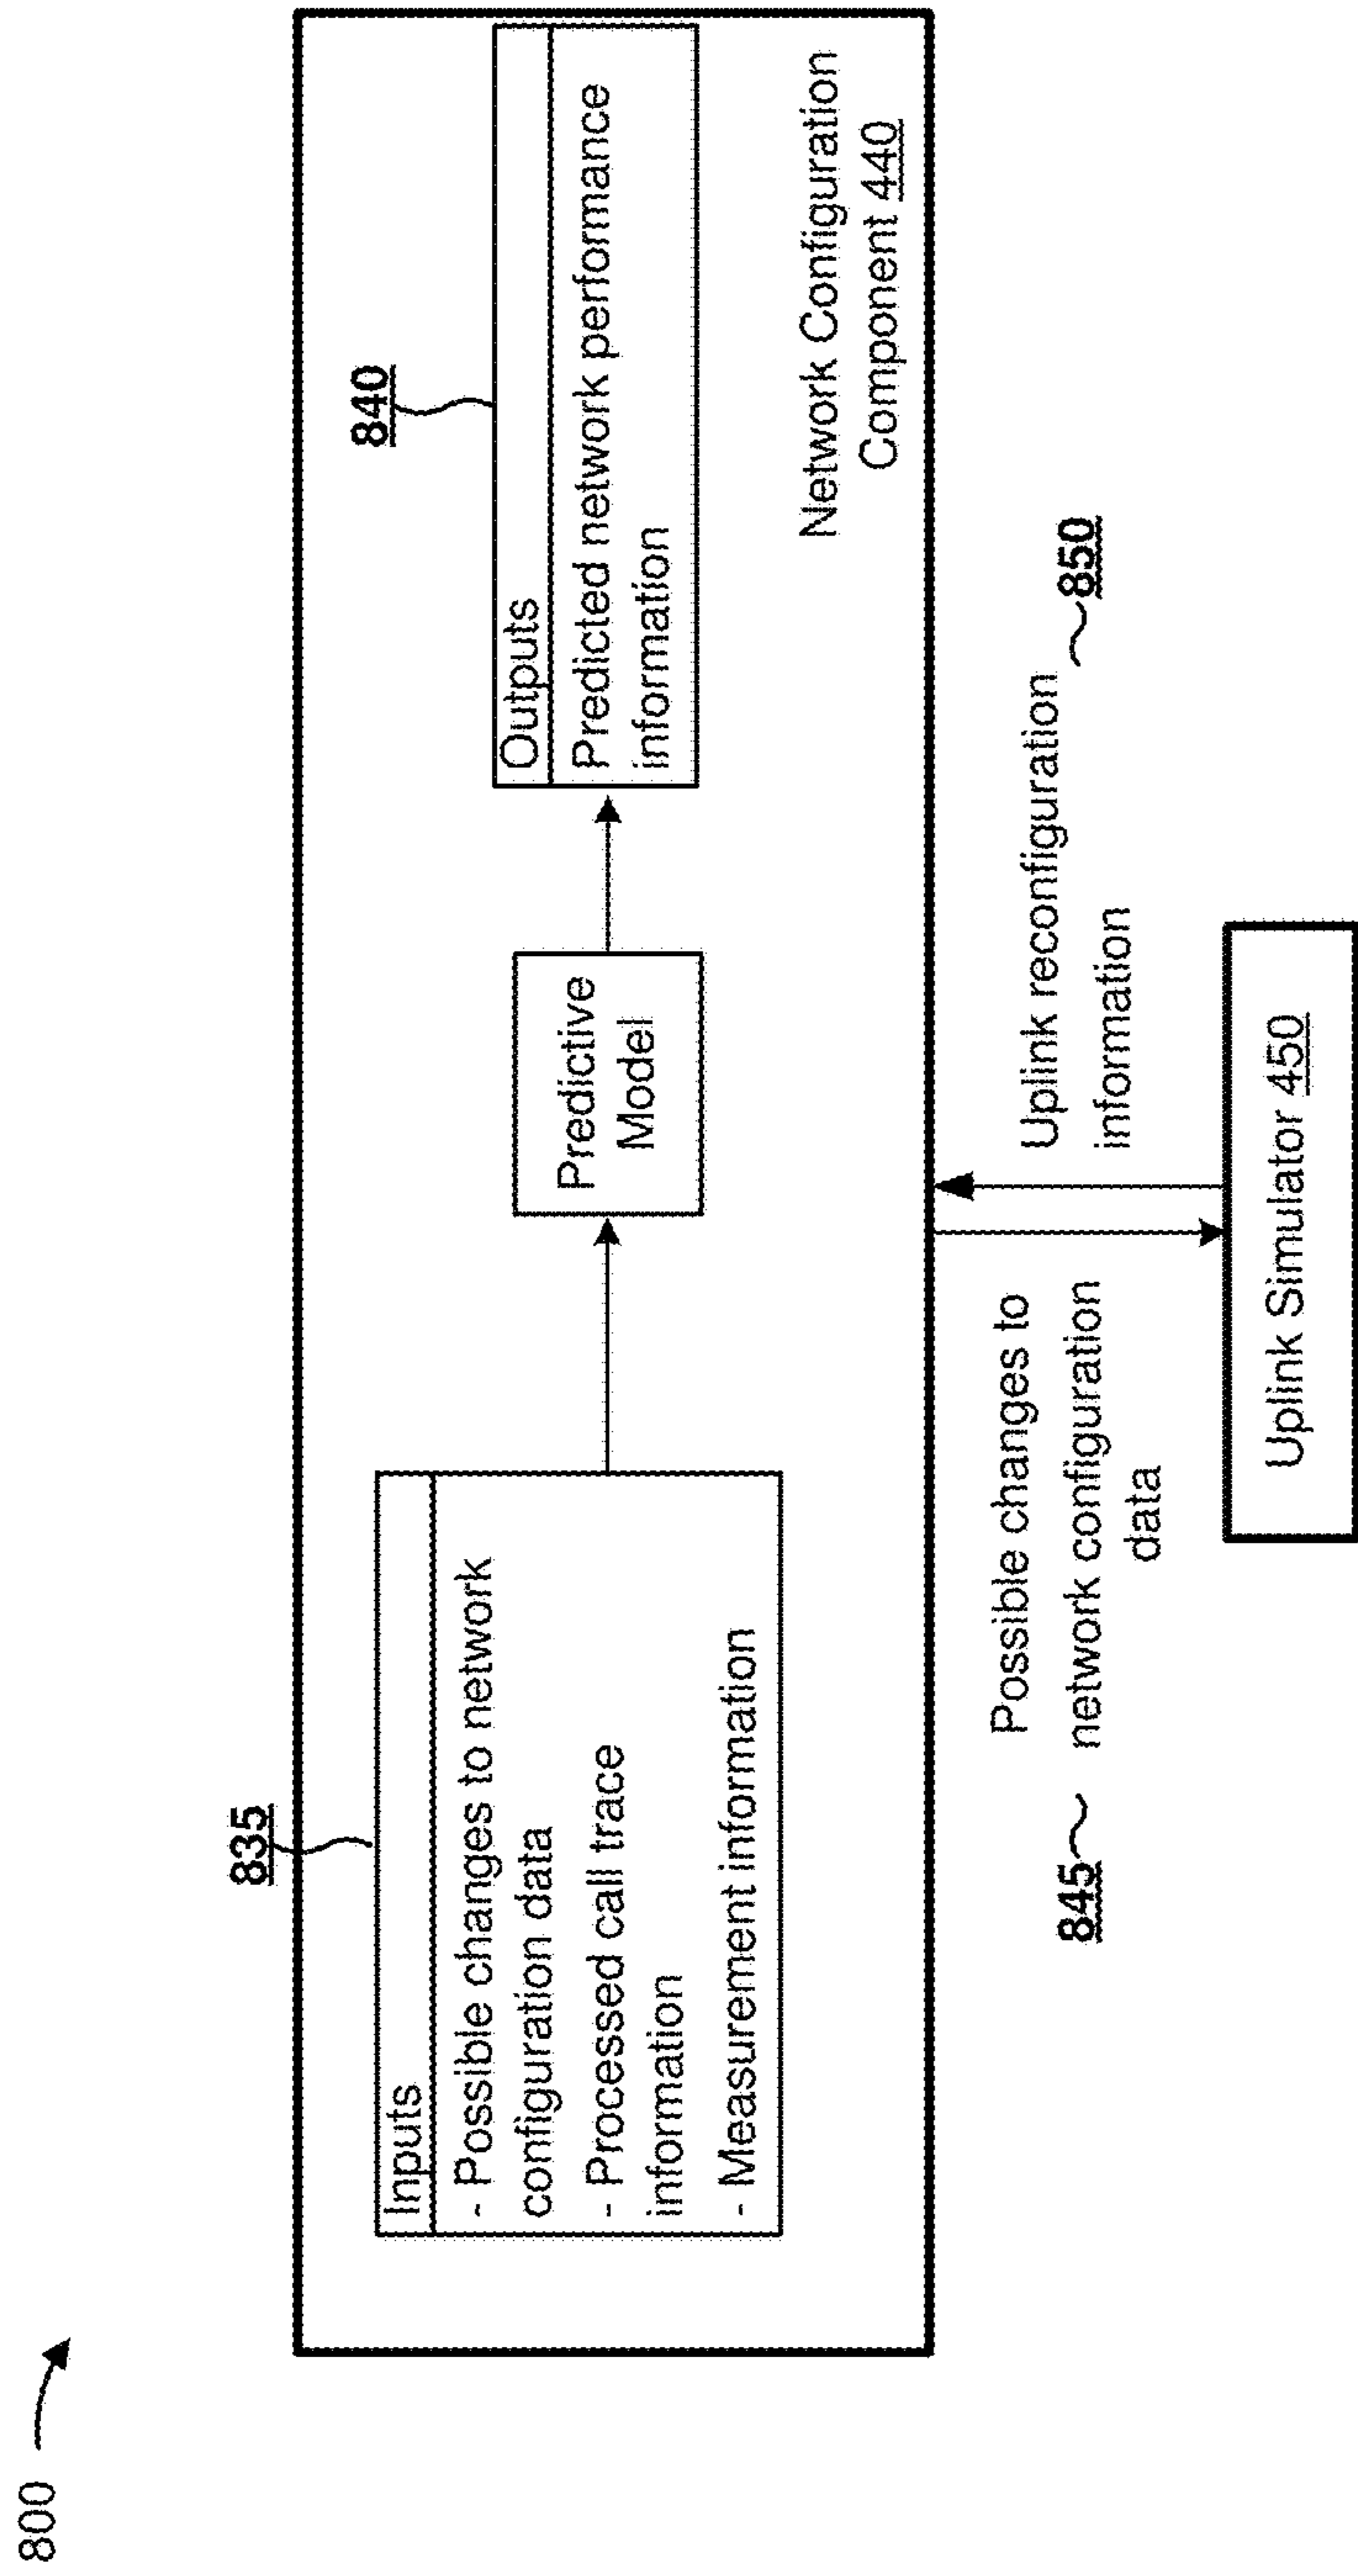 800
835
Inputs
- Possible changes to network
configuration data
- Processed call trace
information
- Measurement information
Predictive
Model
840
Outputs
Predicted network performance
information
Network Configuration
Component 440
845
Possible changes to
network configuration
data
Uplink reconfiguration
information
850
Uplink Simulator 450